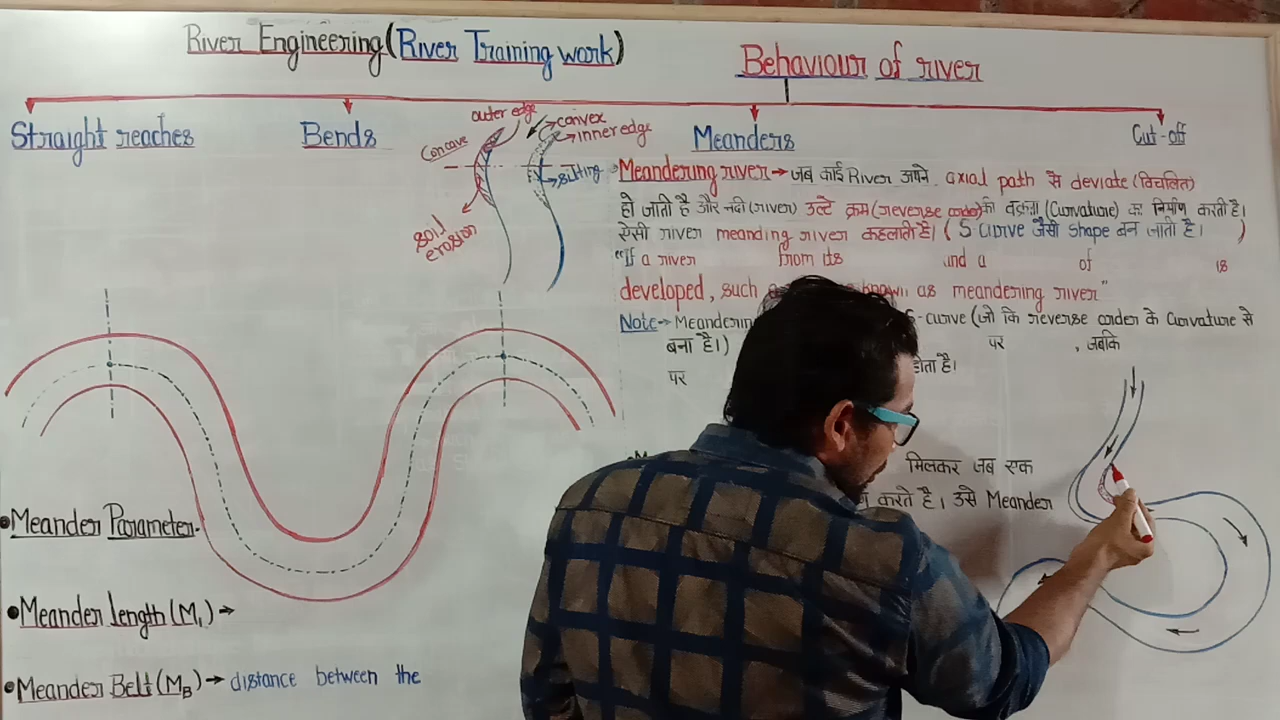 River Engineering (River Training work)
Behaviour of river
Straight reaches
Bends
Meanders
Cut-off
outer edge
Concave
convex
inner edge
silting
soil erosion
Meandering river → जब कोई River अपने axial path से deviate (विचलित)
हो जाती है और नदी (river) उल्टे क्रम (reverse order) की वक्रता (Curvature) का निर्माण करती है।
ऐसी river meanding river कहलाती है। ( S curve जैसी shape बन जाती है। )
"If a river from its and a of is
developed, such known as meandering river"
Note → Meandering S-curve (जो कि reverse order के Curvature से
बना है।) पर , जबकि
पर होता है।
मिलकर जब एक
करते है। उसे Meander
Meander Parameter-
Meander length (ML) →
Meander Belt (MB) → distance between the